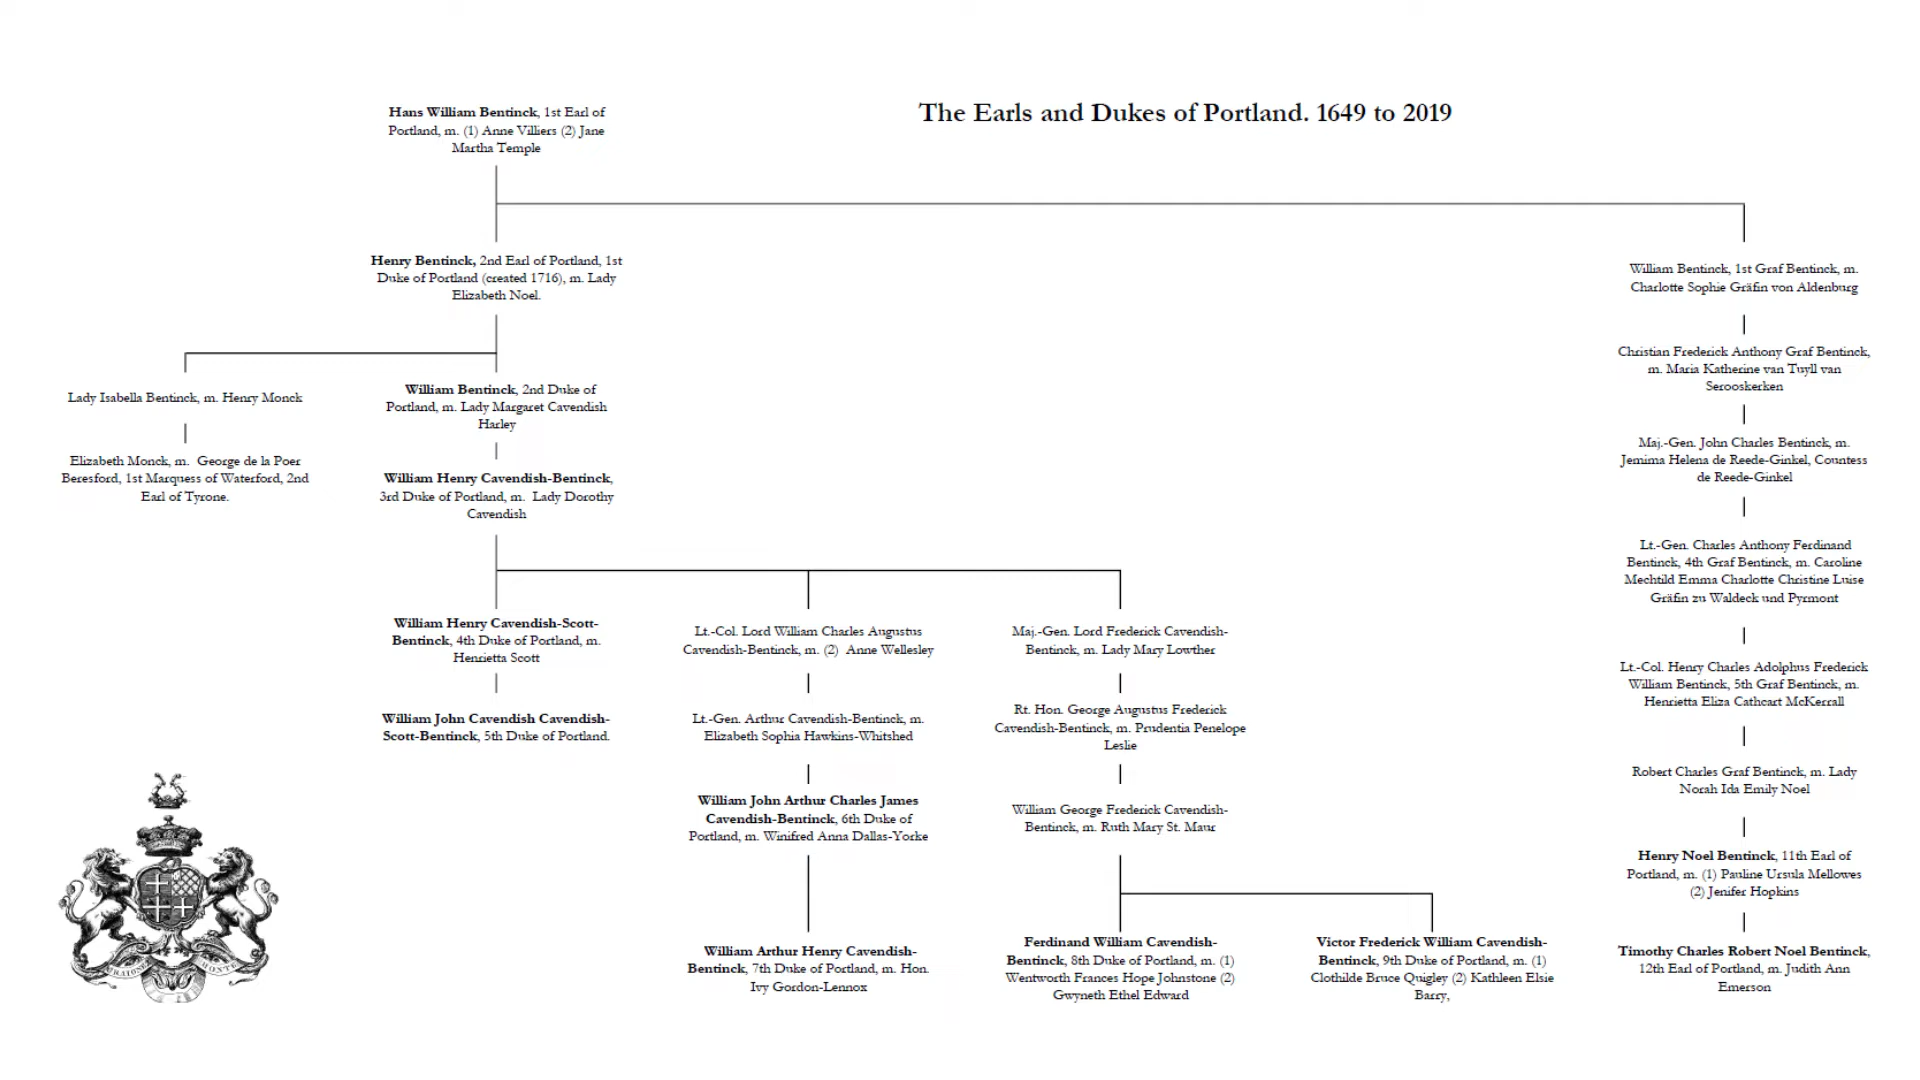 The Earls and Dukes of Portland. 1649 to 2019
Hans William Bentinck, 1st Earl of
Portland, m. (1) Anne Villiers (2) Jane
Martha Temple
Henry Bentinck, 2nd Earl of Portland, 1st
Duke of Portland (created 1716), m. Lady
Elizabeth Noel.
Lady Isabella Bentinck, m. Henry Monck
Elizabeth Monck, m. George de la Poer
Beresford, 1st Marquess of Waterford, 2nd
Earl of Tyrone.
William Bentinck, 2nd Duke of
Portland, m. Lady Margaret Cavendish
Harley
William Henry Cavendish-Bentinck,
3rd Duke of Portland, m. Lady Dorothy
Cavendish
William Henry Cavendish-Scott-
Bentinck, 4th Duke of Portland, m.
Henrietta Scott
William John Cavendish Cavendish-
Scott-Bentinck, 5th Duke of Portland.
Lt.-Col. Lord William Charles Augustus
Cavendish-Bentinck, m. (2) Anne Wellesley
Lt.-Gen. Arthur Cavendish-Bentinck, m.
Elizabeth Sophia Hawkins-Whitshed
William John Arthur Charles James
Cavendish-Bentinck, 6th Duke of
Portland, m. Winifred Anna Dallas-Yorke
William Arthur Henry Cavendish-
Bentinck, 7th Duke of Portland, m. Hon.
Ivy Gordon-Lennox
Maj.-Gen. Lord Frederick Cavendish-
Bentinck, m. Lady Mary Lowther
Rt. Hon. George Augustus Frederick
Cavendish-Bentinck, m. Prudentia Penelope
Leslie
William George Frederick Cavendish-
Bentinck, m. Ruth Mary St. Maur
Ferdinand William Cavendish-
Bentinck, 8th Duke of Portland, m. (1)
Wentworth Frances Hope Johnstone (2)
Gwyneth Ethel Edward
Victor Frederick William Cavendish-
Bentinck, 9th Duke of Portland, m. (1)
Clothilde Bruce Quigley (2) Kathleen Elsie
Barry,
William Bentinck, 1st Graf Bentinck, m.
Charlotte Sophie Gräfin von Aldenburg
Christian Frederick Anthony Graf Bentinck,
m. Maria Katherine van Tuyll van
Serooskerken
Maj.-Gen. John Charles Bentinck, m.
Jemima Helena de Reede-Ginkel, Countess
de Reede-Ginkel
Lt.-Gen. Charles Anthony Ferdinand
Bentinck, 4th Graf Bentinck, m. Caroline
Mechtild Emma Charlotte Christine Luise
Gräfin zu Waldeck und Pyrmont
Lt.-Col. Henry Charles Adolphus Frederick
William Bentinck, 5th Graf Bentinck, m.
Henrietta Eliza Cathcart McKerrall
Robert Charles Graf Bentinck, m. Lady
Norah Ida Emily Noel
Henry Noel Bentinck, 11th Earl of
Portland, m. (1) Pauline Ursula Mellowes
(2) Jenifer Hopkins
Timothy Charles Robert Noel Bentinck,
12th Earl of Portland, m. Judith Ann
Emerson